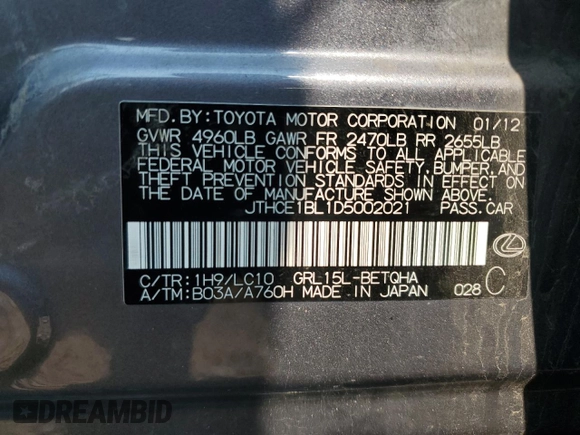 MFD. BY: TOYOTA MOTOR CORPORATION 01/12
GVWR 4960LB GAWR FR 2470LB RR 2655LB
THIS VEHICLE CONFORMS TO ALL APPLICABLE
FEDERAL MOTOR VEHICLE SAFETY, BUMPER, AND
THEFT PREVENTION STANDARDS IN EFFECT ON
THE DATE OF MANUFACTURE SHOWN ABOVE.
JTHCE1BL1D5002021 PASS. CAR
C/TR: 1H9/LC10 GRL15L-BETQHA C
A/TM: B03A/A760H MADE IN JAPAN 028
DREAMBID